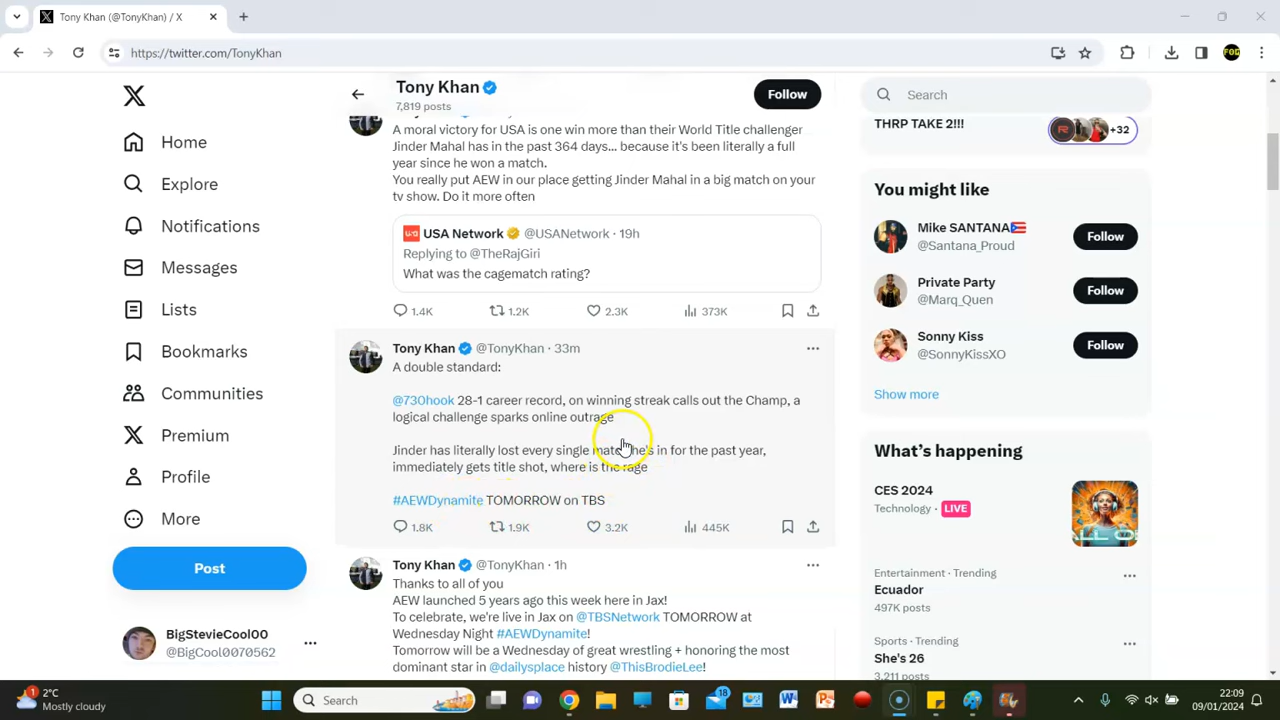 Tony Khan (@TonyKhan) / X
https://twitter.com/TonyKhan
FOG
Tony Khan
7,819 posts
Follow
Search
Home
Explore
Notifications
Messages
Lists
Bookmarks
Communities
Premium
Profile
More
Post
BigStevieCool00
@BigCool0070562
A moral victory for USA is one win more than their World Title challenger
Jinder Mahal has in the past 364 days... because it's been literally a full
year since he won a match.
You really put AEW in our place getting Jinder Mahal in a big match on your
tv show. Do it more often
USA Network @USANetwork · 19h
Replying to @TheRajGiri
What was the cagematch rating?
1.4K 1.2K 2.3K 373K
Tony Khan @TonyKhan · 33m
A double standard:
@730hook 28-1 career record, on winning streak calls out the Champ, a
logical challenge sparks online outrage
Jinder has literally lost every single match he's in for the past year,
immediately gets title shot, where is the rage
#AEWDynamite TOMORROW on TBS
1.8K 1.9K 3.2K 445K
Tony Khan @TonyKhan · 1h
Thanks to all of you
AEW launched 5 years ago this week here in Jax!
To celebrate, we're live in Jax on @TBSNetwork TOMORROW at
Wednesday Night #AEWDynamite!
Tomorrow will be a Wednesday of great wrestling + honoring the most
dominant star in @dailysplace history @ThisBrodieLee!
THRP TAKE 2!!!
+32
You might like
Mike SANTANA
@Santana_Proud
Follow
Private Party
@Marq_Quen
Follow
Sonny Kiss
@SonnyKissXO
Follow
Show more
What's happening
CES 2024
Technology · LIVE
Entertainment · Trending
Ecuador
497K posts
Sports · Trending
She's 26
3,211 posts
1
2°C
Mostly cloudy
Search
18
22:09
09/01/2024